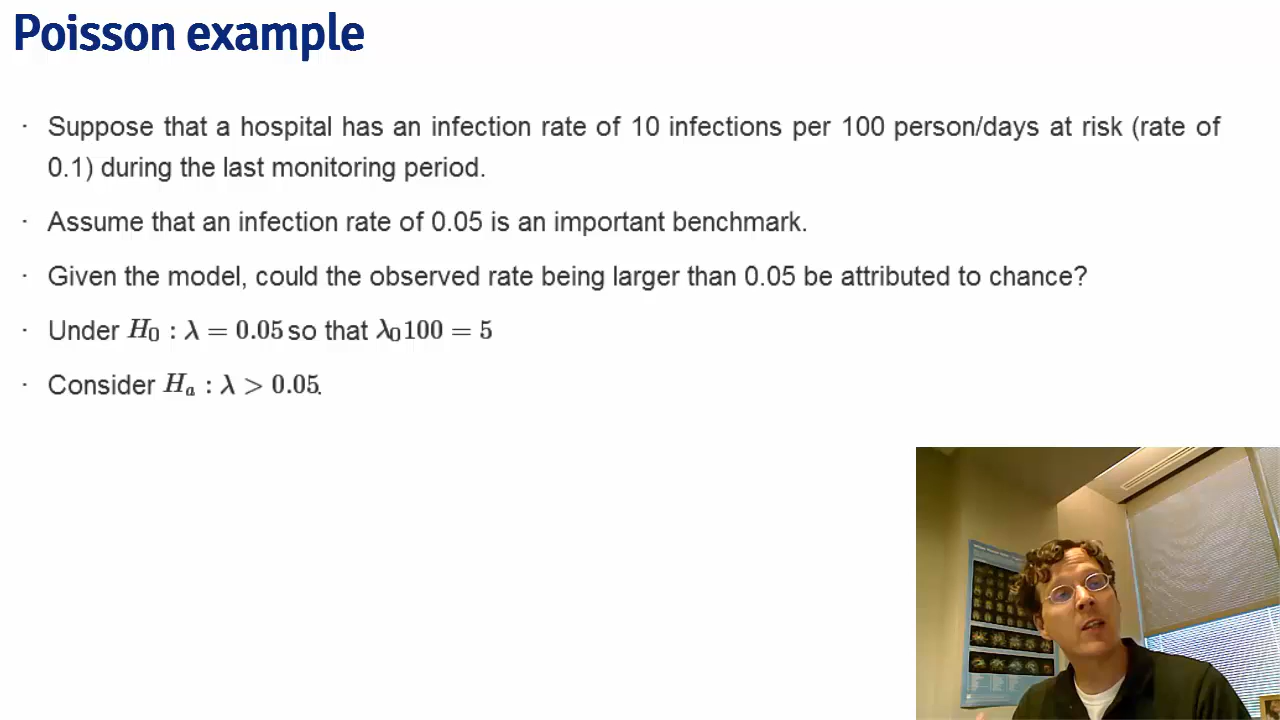 Poisson example
· Suppose that a hospital has an infection rate of 10 infections per 100 person/days at risk (rate of
0.1) during the last monitoring period.
· Assume that an infection rate of 0.05 is an important benchmark.
· Given the model, could the observed rate being larger than 0.05 be attributed to chance?
· Under H₀ : λ = 0.05 so that λ₀100 = 5
· Consider Hₐ : λ > 0.05.